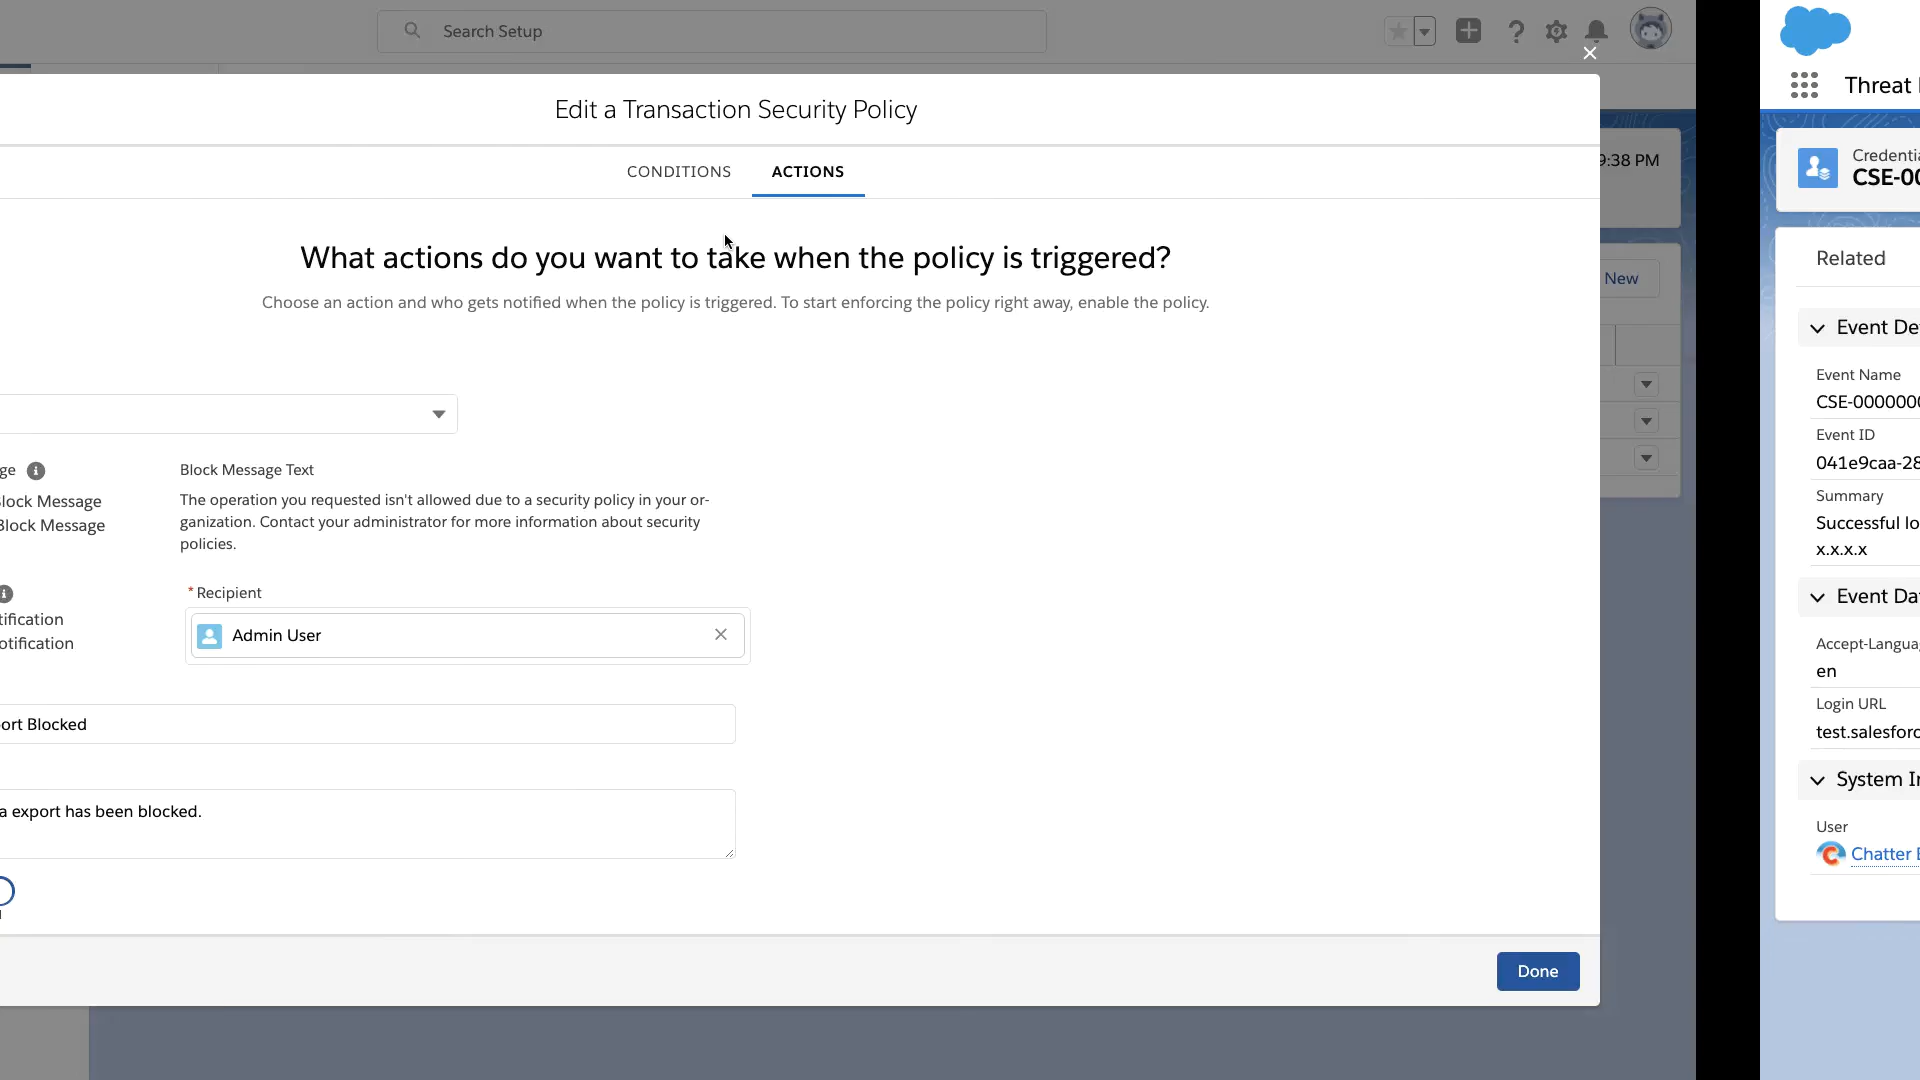 Search Setup
Edit a Transaction Security Policy
CONDITIONS
ACTIONS
What actions do you want to take when the policy is triggered?
Choose an action and who gets notified when the policy is triggered. To start enforcing the policy right away, enable the policy.
Block Message Text
Block Message
Block Message
The operation you requested isn't allowed due to a security policy in your or-
ganization. Contact your administrator for more information about security
policies.
* Recipient
Admin User
tification
otification
ort Blocked
a export has been blocked.
Done
9:38 PM
New
Threat
Credentia
CSE-00
Related
Event De
Event Name
CSE-0000000
Event ID
041e9caa-28
Summary
Successful lo
x.x.x.x
Event Da
Accept-Langua
en
Login URL
test.salesforc
System In
User
Chatter E